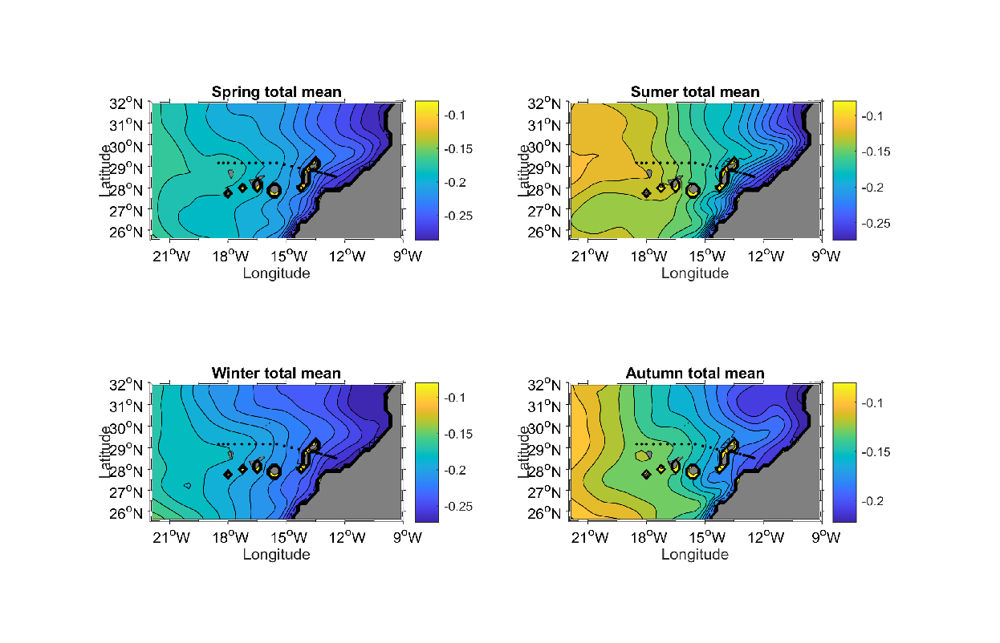 Spring total mean
32°N
31°N
30°N
29°N
28°N
27°N
26°N
Latitude
21°W 18°W 15°W 12°W 9°W
Longitude
-0.1
-0.15
-0.2
-0.25
Sumer total mean
32°N
31°N
30°N
29°N
28°N
27°N
26°N
Latitude
21°W 18°W 15°W 12°W 9°W
Longitude
-0.1
-0.15
-0.2
-0.25
Winter total mean
32°N
31°N
30°N
29°N
28°N
27°N
26°N
Latitude
21°W 18°W 15°W 12°W 9°W
Longitude
-0.1
-0.15
-0.2
-0.25
Autumn total mean
32°N
31°N
30°N
29°N
28°N
27°N
26°N
Latitude
21°W 18°W 15°W 12°W 9°W
Longitude
-0.1
-0.15
-0.2